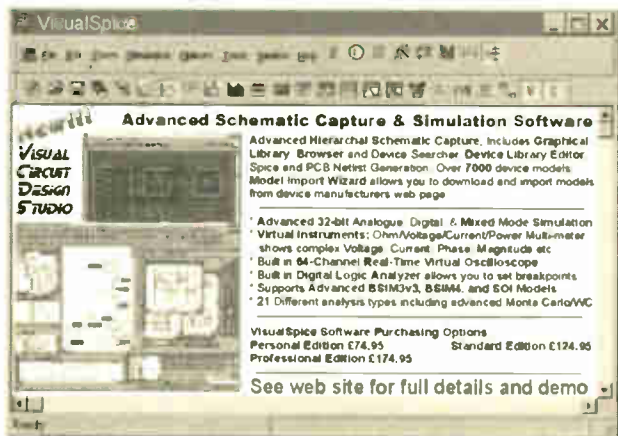 VisualSpice
Advanced Schematic Capture & Simulation Software
VISUAL
CIRCUIT
DESIGN
STUDIO
Advanced Hierarchal Schematic Capture, Includes Graphical
Library Browser and Device Searcher. Device Library Editor
Spice and PCB Netlist Generation. Over 7000 device models
Model Import Wizard allows you to download and import models
from device manufacturers web page
* Advanced 32-bit Analogue, Digital & Mixed Mode Simulation
* Virtual Instruments: Ohm/Voltage/Current/Power Multi-meter
shows complex Voltage, Current, Phase, Magnitude etc
* Built in 64-Channel Real-Time Virtual Oscilloscope
* Built in Digital Logic Analyzer allows you to set breakpoints
* Supports Advanced BSIM3v3, BSIM4, and SOI Models
* 21 Different analysis types including advanced Monte Carlo/WC
VisualSpice Software Purchasing Options
Personal Edition £74.95 Standard Edition £124.95
Professional Edition £174.95
See web site for full details and demo
Ready